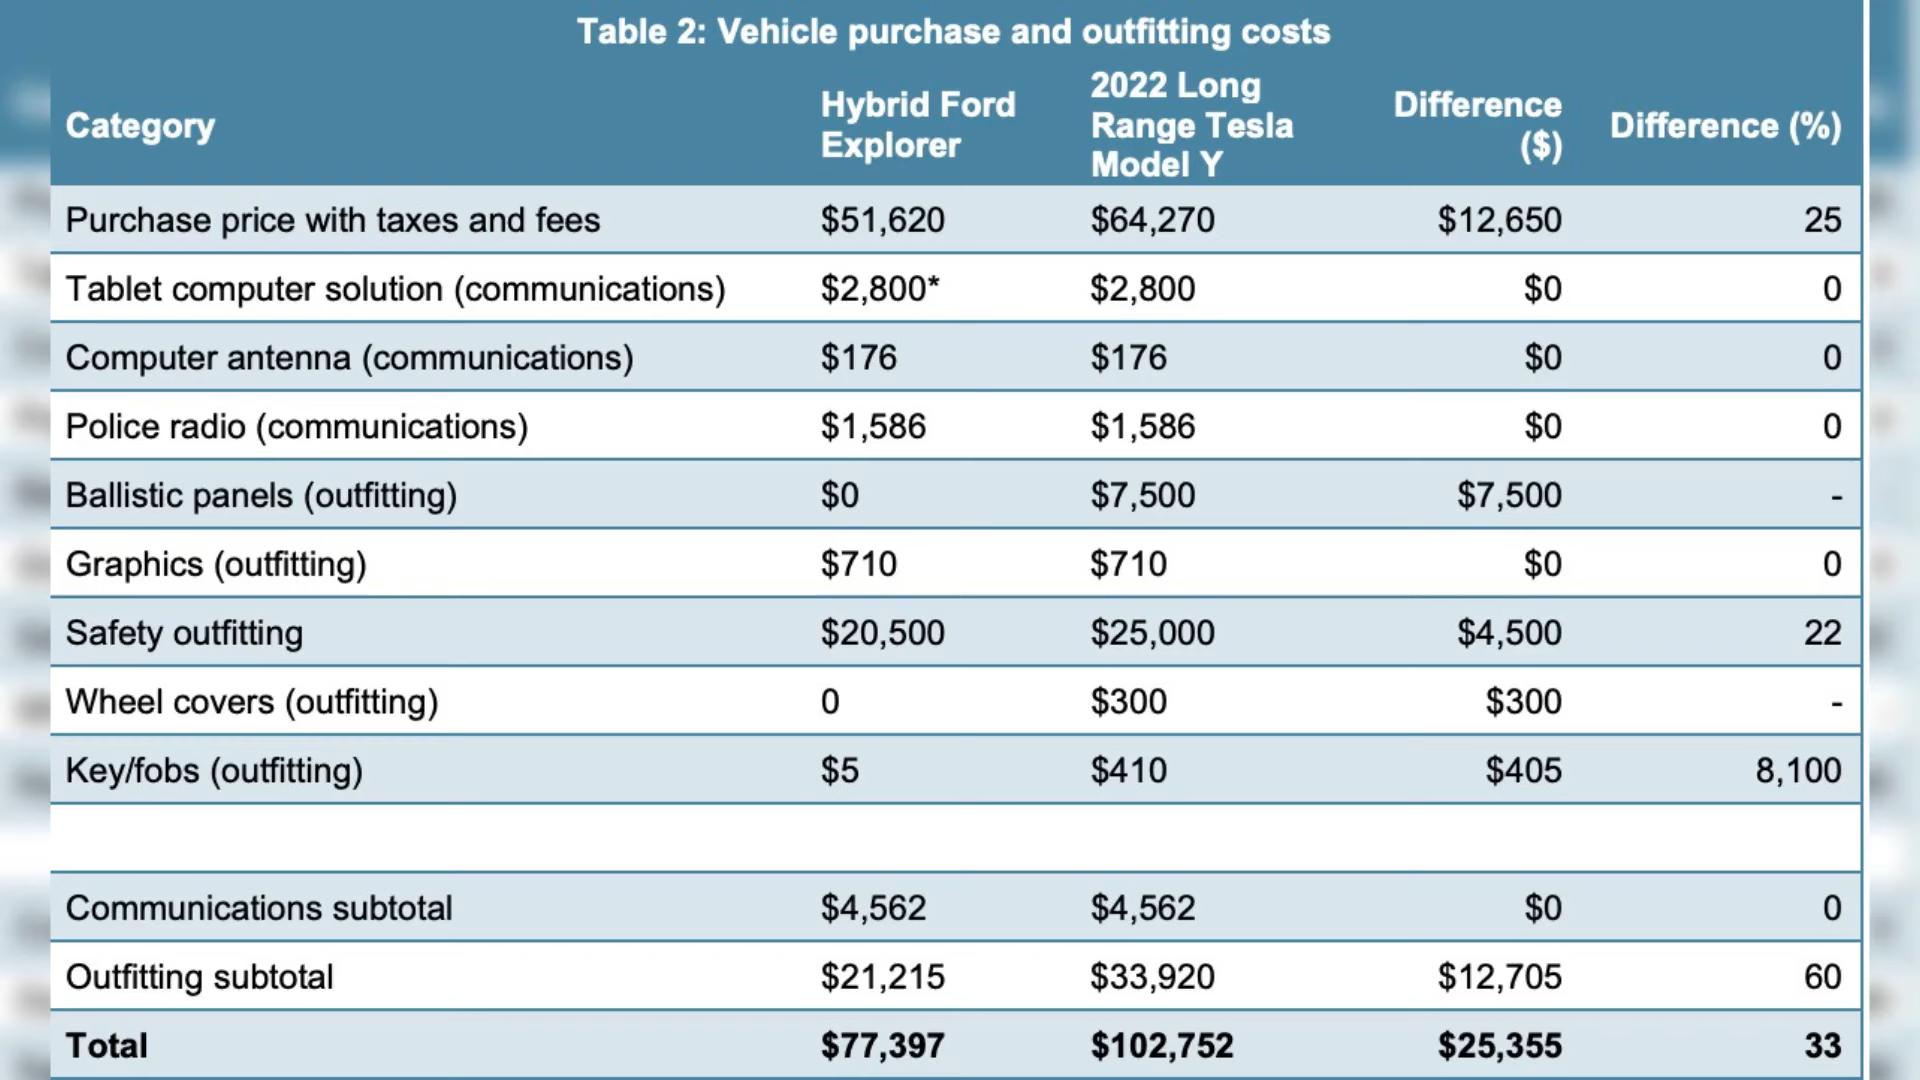 Table 2: Vehicle purchase and outfitting costs
Category Hybrid Ford Explorer 2022 Long Range Tesla Model Y Difference ($) Difference (%)
Purchase price with taxes and fees $51,620 $64,270 $12,650 25
Tablet computer solution (communications) $2,800* $2,800 $0 0
Computer antenna (communications) $176 $176 $0 0
Police radio (communications) $1,586 $1,586 $0 0
Ballistic panels (outfitting) $0 $7,500 $7,500 -
Graphics (outfitting) $710 $710 $0 0
Safety outfitting $20,500 $25,000 $4,500 22
Wheel covers (outfitting) 0 $300 $300 -
Key/fobs (outfitting) $5 $410 $405 8,100
Communications subtotal $4,562 $4,562 $0 0
Outfitting subtotal $21,215 $33,920 $12,705 60
Total $77,397 $102,752 $25,355 33